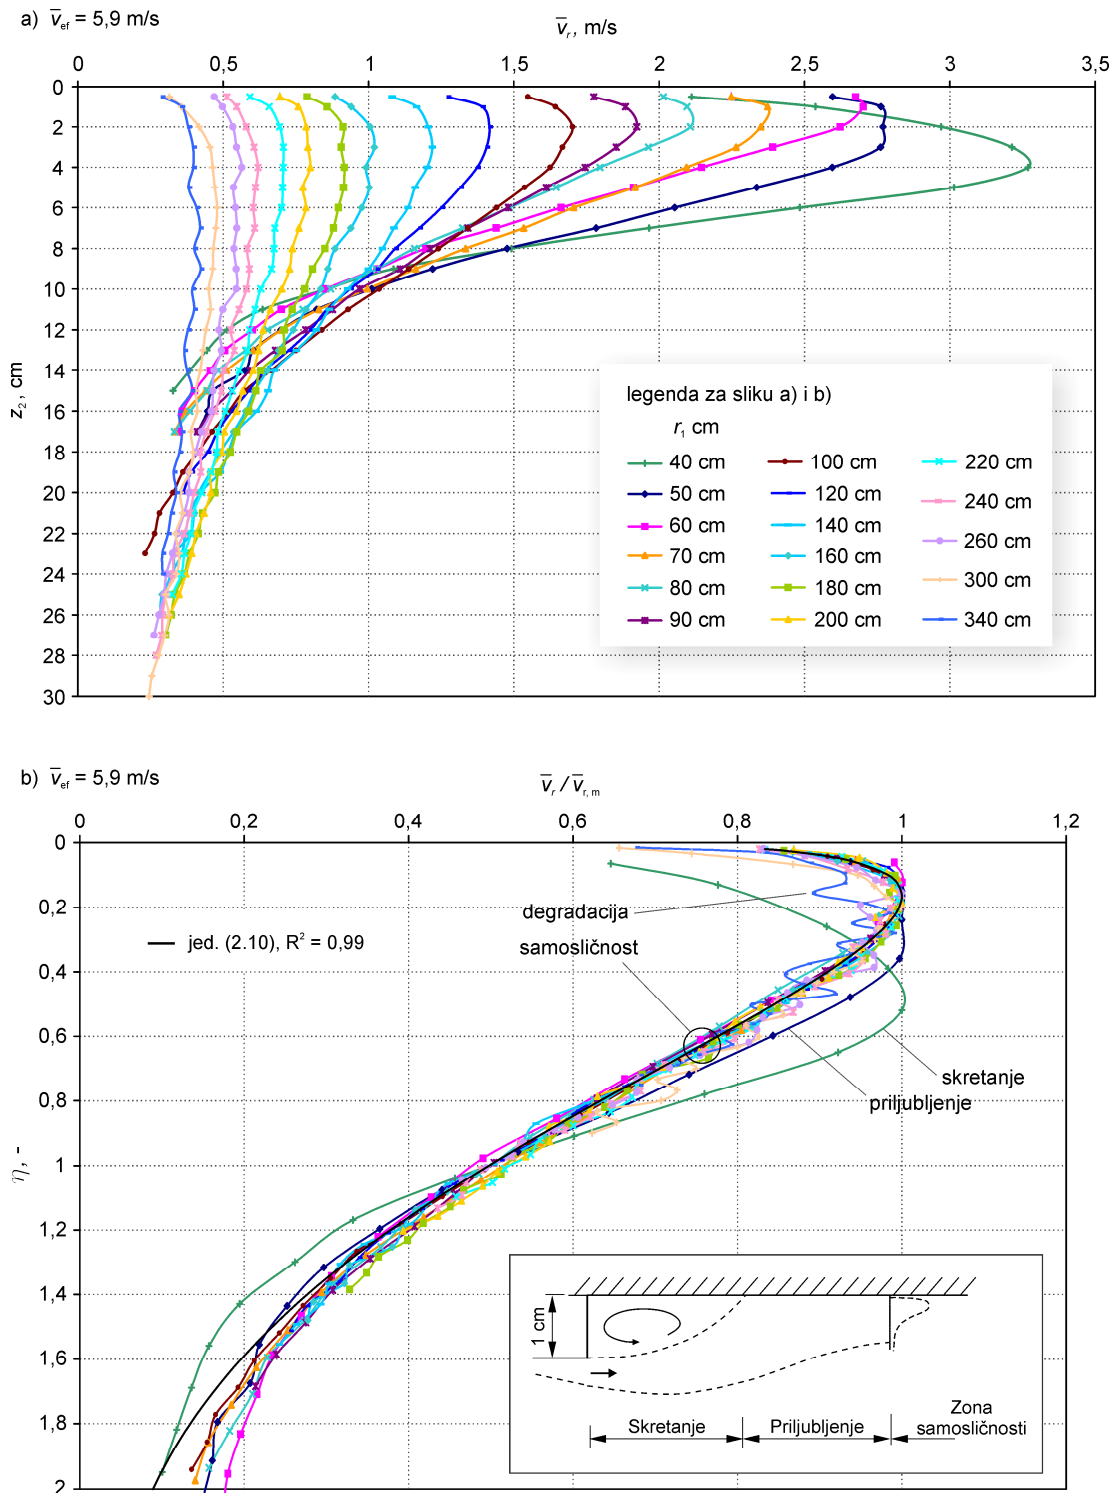 a) v̅ef = 5,9 m/s
v̅r, m/s
0 0,5 1 1,5 2 2,5 3 3,5
0
2
4
6
8
10
12
14
16
18
20
22
24
26
28
30
z2, cm
legenda za sliku a) i b)
r1 cm
40 cm 100 cm 220 cm
50 cm 120 cm 240 cm
60 cm 140 cm 260 cm
70 cm 160 cm 300 cm
80 cm 180 cm 340 cm
90 cm 200 cm
b) v̅ef = 5,9 m/s
v̅r / v̅r, m
0 0,2 0,4 0,6 0,8 1 1,2
0
0,2
0,4
0,6
0,8
1
1,2
1,4
1,6
1,8
2
η, -
degradacija
samosličnost
jed. (2.10), R² = 0,99
skretanje
priljubljenje
1 cm
Skretanje
Priljubljenje
Zona
samosličnosti